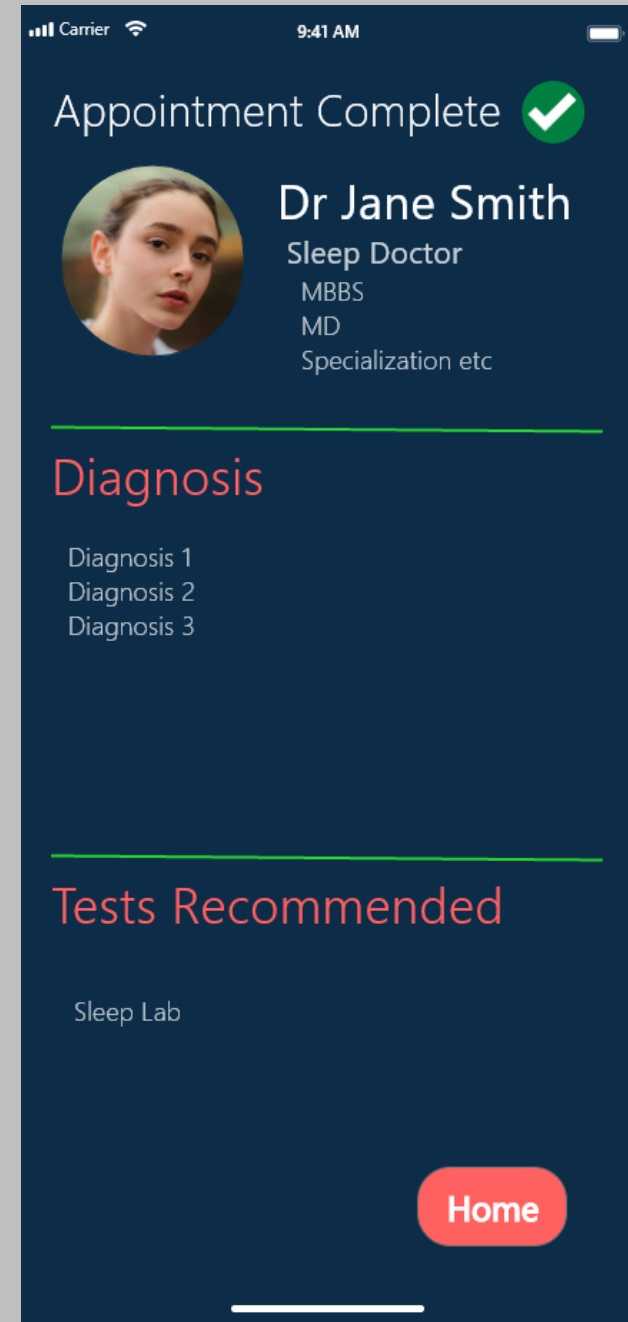 Carrier 9:41 AM
Appointment Complete
Dr Jane Smith
Sleep Doctor
MBBS
MD
Specialization etc
Diagnosis
Diagnosis 1
Diagnosis 2
Diagnosis 3
Tests Recommended
Sleep Lab
Home